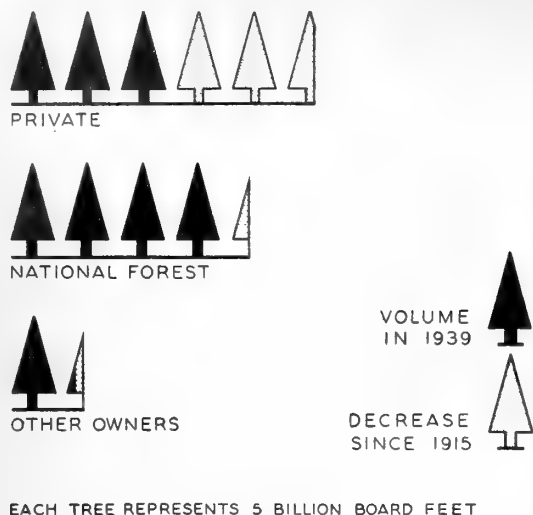 PRIVATE
NATIONAL FOREST
OTHER OWNERS
VOLUME
IN 1939
DECREASE
SINCE 1915
EACH TREE REPRESENTS 5 BILLION BOARD FEET